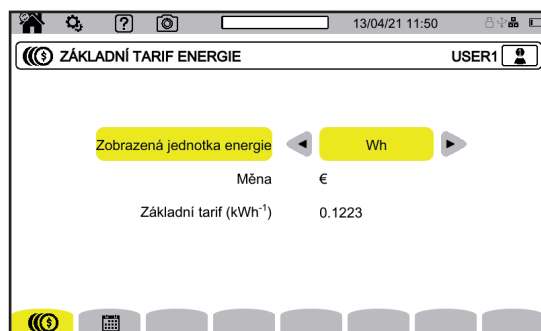 ? 13/04/21 11:50
ZÁKLADNÍ TARIF ENERGIE USER1
Zobrazená jednotka energie Wh
Měna €
Základní tarif (kWh⁻¹) 0.1223